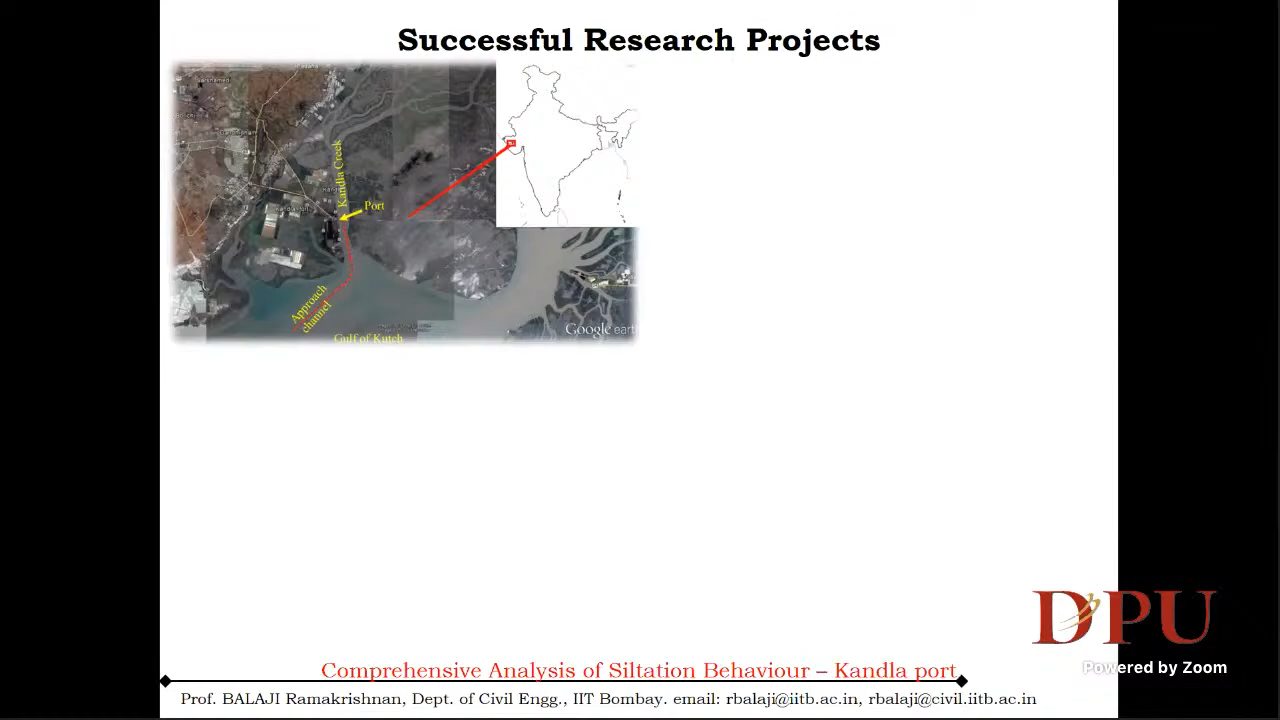 Successful Research Projects
Kandla Creek
Port
Approach
channel
Gulf of Kutch
Google eart
DPU
Powered by Zoom
Comprehensive Analysis of Siltation Behaviour – Kandla port
Prof. BALAJI Ramakrishnan, Dept. of Civil Engg., IIT Bombay. email: rbalaji@iitb.ac.in, rbalaji@civil.iitb.ac.in